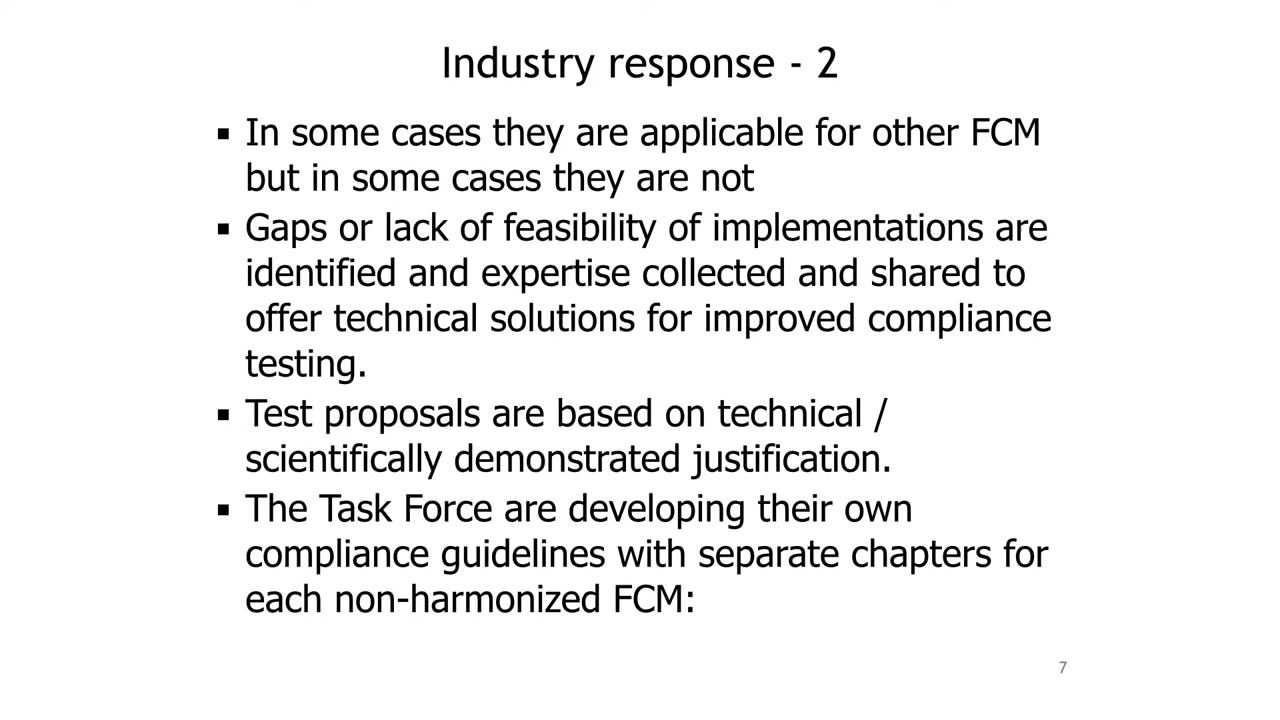 Industry response - 2
▪ In some cases they are applicable for other FCM
but in some cases they are not
▪ Gaps or lack of feasibility of implementations are
identified and expertise collected and shared to
offer technical solutions for improved compliance
testing.
▪ Test proposals are based on technical /
scientifically demonstrated justification.
▪ The Task Force are developing their own
compliance guidelines with separate chapters for
each non-harmonized FCM:
7